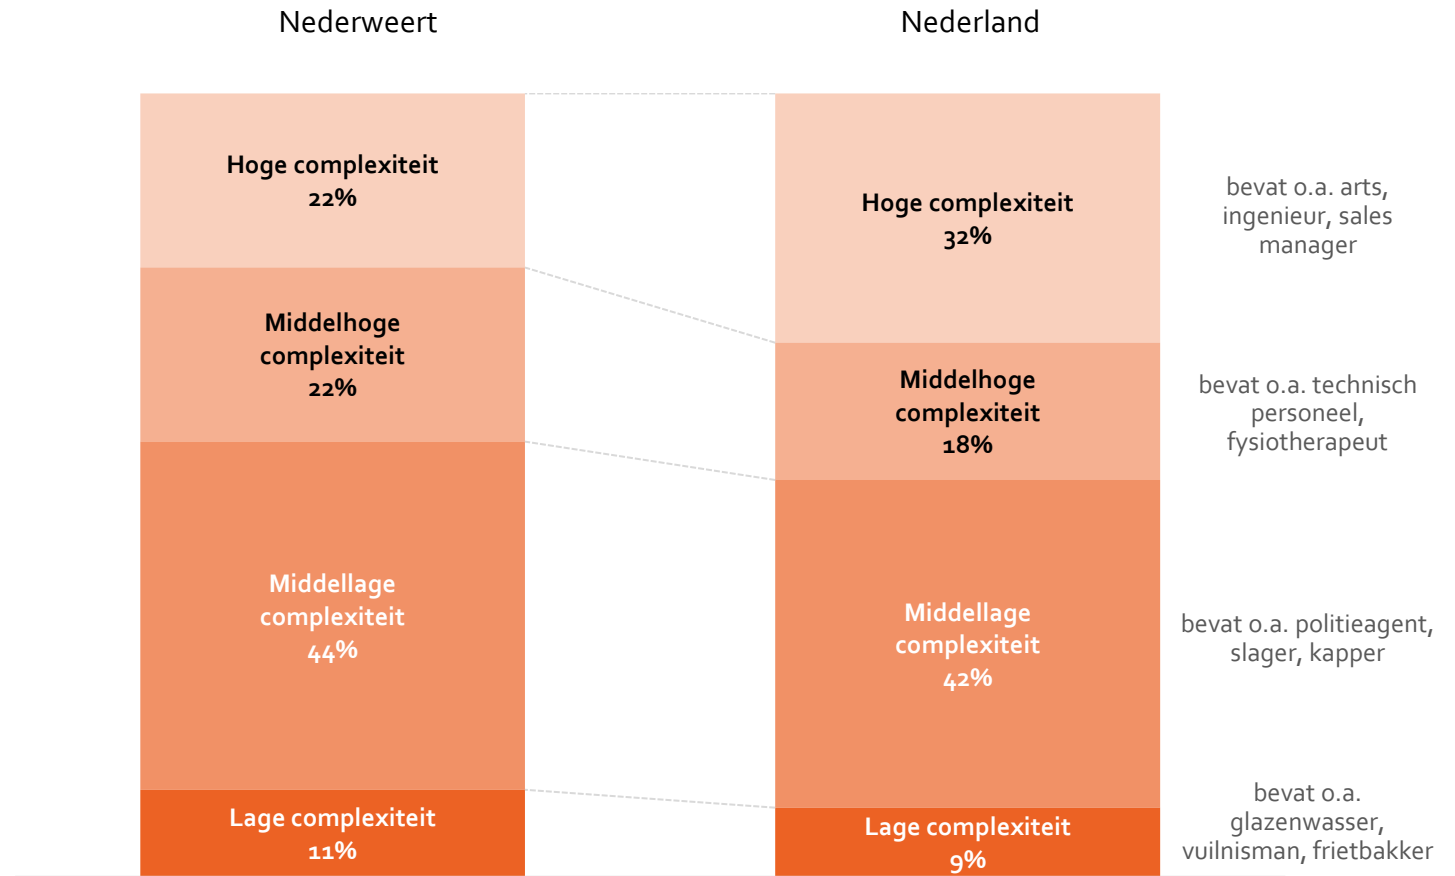 Nederweert
Nederland
Hoge complexiteit
22%
Middelhoge
complexiteit
22%
Middellage
complexiteit
44%
Lage complexiteit
11%
Hoge complexiteit
32%
Middelhoge
complexiteit
18%
Middellage
complexiteit
42%
Lage complexiteit
9%
bevat o.a. arts,
ingenieur, sales
manager
bevat o.a. technisch
personeel,
fysiotherapeut
bevat o.a. politieagent,
slager, kapper
bevat o.a.
glazenwasser,
vuilnisman, frietbakker